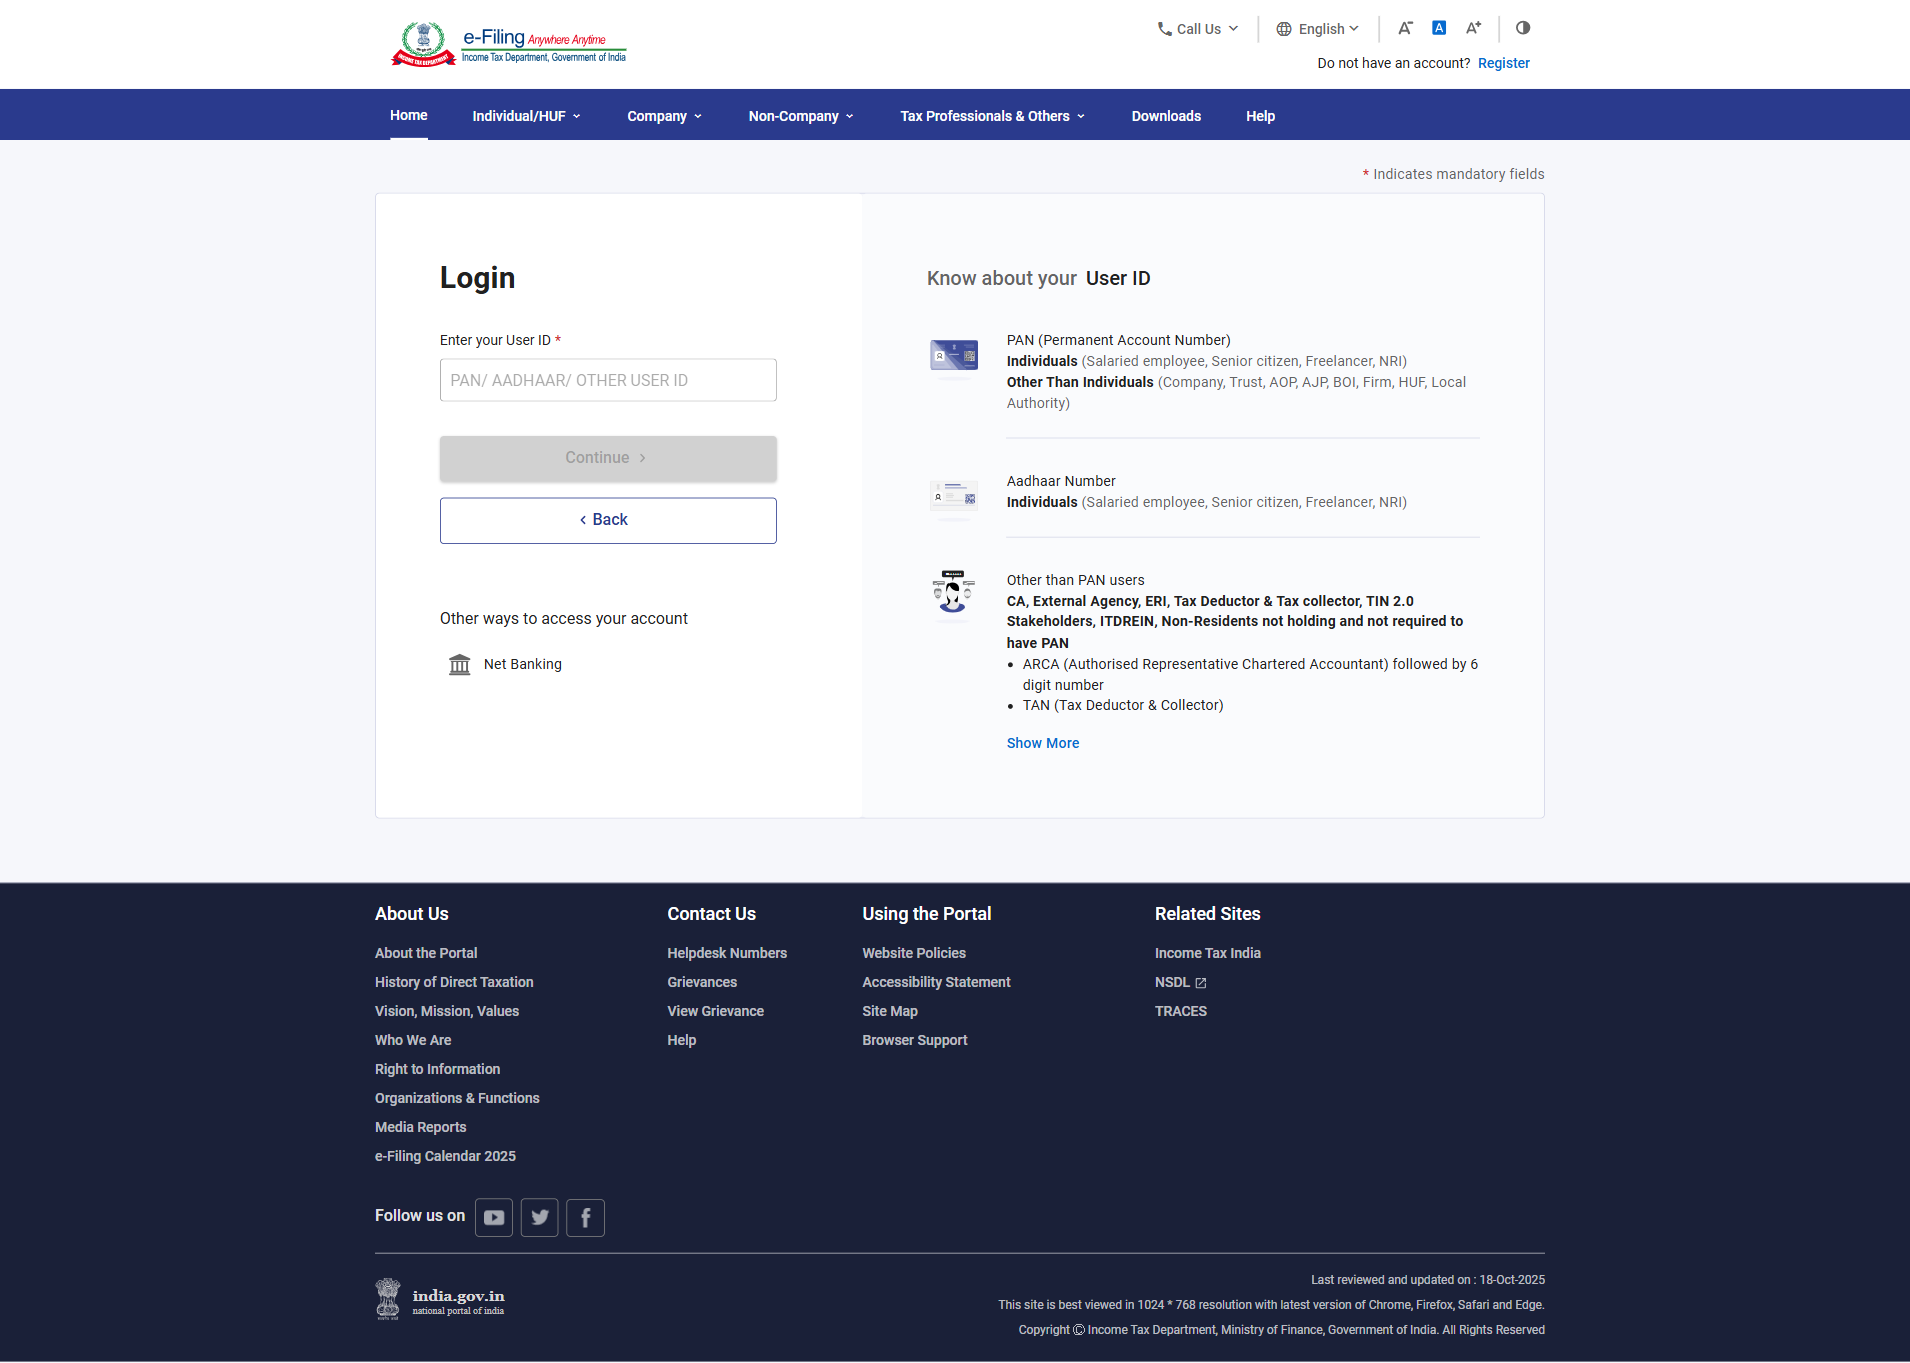 e-Filing Anywhere Anytime
Income Tax Department, Government of India
INCOME TAX DEPARTMENT
Call Us
English
A-
A
A+
Do not have an account? Register
Home
Individual/HUF
Company
Non-Company
Tax Professionals & Others
Downloads
Help
* Indicates mandatory fields
Login
Enter your User ID *
PAN/ AADHAAR/ OTHER USER ID
Continue >
< Back
Other ways to access your account
Net Banking
Know about your User ID
PAN (Permanent Account Number)
Individuals (Salaried employee, Senior citizen, Freelancer, NRI)
Other Than Individuals (Company, Trust, AOP, AJP, BOI, Firm, HUF, Local
Authority)
Aadhaar Number
Individuals (Salaried employee, Senior citizen, Freelancer, NRI)
Other than PAN users
CA, External Agency, ERI, Tax Deductor & Tax collector, TIN 2.0
Stakeholders, ITDREIN, Non-Residents not holding and not required to
have PAN
• ARCA (Authorised Representative Chartered Accountant) followed by 6
digit number
• TAN (Tax Deductor & Collector)
Show More
About Us
About the Portal
History of Direct Taxation
Vision, Mission, Values
Who We Are
Right to Information
Organizations & Functions
Media Reports
e-Filing Calendar 2025
Contact Us
Helpdesk Numbers
Grievances
View Grievance
Help
Using the Portal
Website Policies
Accessibility Statement
Site Map
Browser Support
Related Sites
Income Tax India
NSDL
TRACES
Follow us on
india.gov.in
national portal of india
Last reviewed and updated on : 18-Oct-2025
This site is best viewed in 1024 * 768 resolution with latest version of Chrome, Firefox, Safari and Edge.
Copyright © Income Tax Department, Ministry of Finance, Government of India. All Rights Reserved